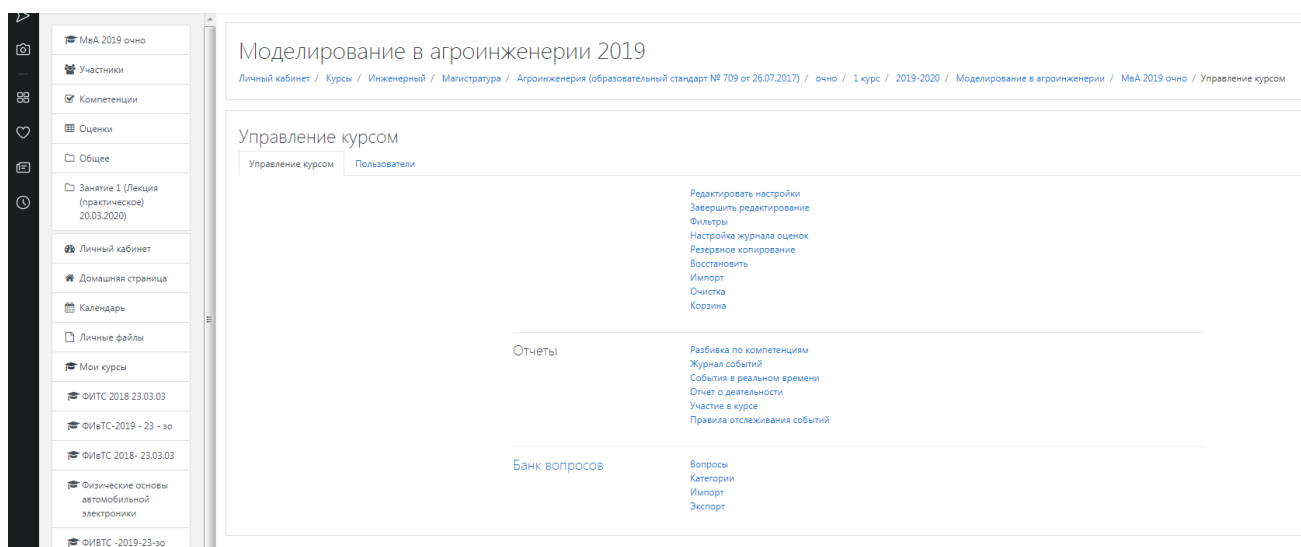 МвА 2019 очно
Участники
Компетенции
Оценки
Общее
Занятие 1 (Лекция
(практическое)
20.03.2020)
Личный кабинет
Домашняя страница
Календарь
Личные файлы
Мои курсы
ФИТС 2018 23.03.03
ФИвТС-2019 - 23 - зо
ФИвТС 2018- 23.03.03
Физические основы
автомобильной
электроники
ФИВТС -2019-23-зо
Моделирование в агроинженерии 2019
Личный кабинет / Курсы / Инженерный / Магистратура / Агроинженерия (образовательный стандарт № 709 от 26.07.2017) / очно / 1 курс / 2019-2020 / Моделирование в агроинженерии / МвА 2019 очно / Управление курсом
Управление курсом
Управление курсом Пользователи
Редактировать настройки
Завершить редактирование
Фильтры
Настройка журнала оценок
Резервное копирование
Восстановить
Импорт
Очистка
Корзина
Отчеты
Разбивка по компетенциям
Журнал событий
События в реальном времени
Отчет о деятельности
Участие в курсе
Правила отслеживания событий
Банк вопросов
Вопросы
Категории
Импорт
Экспорт